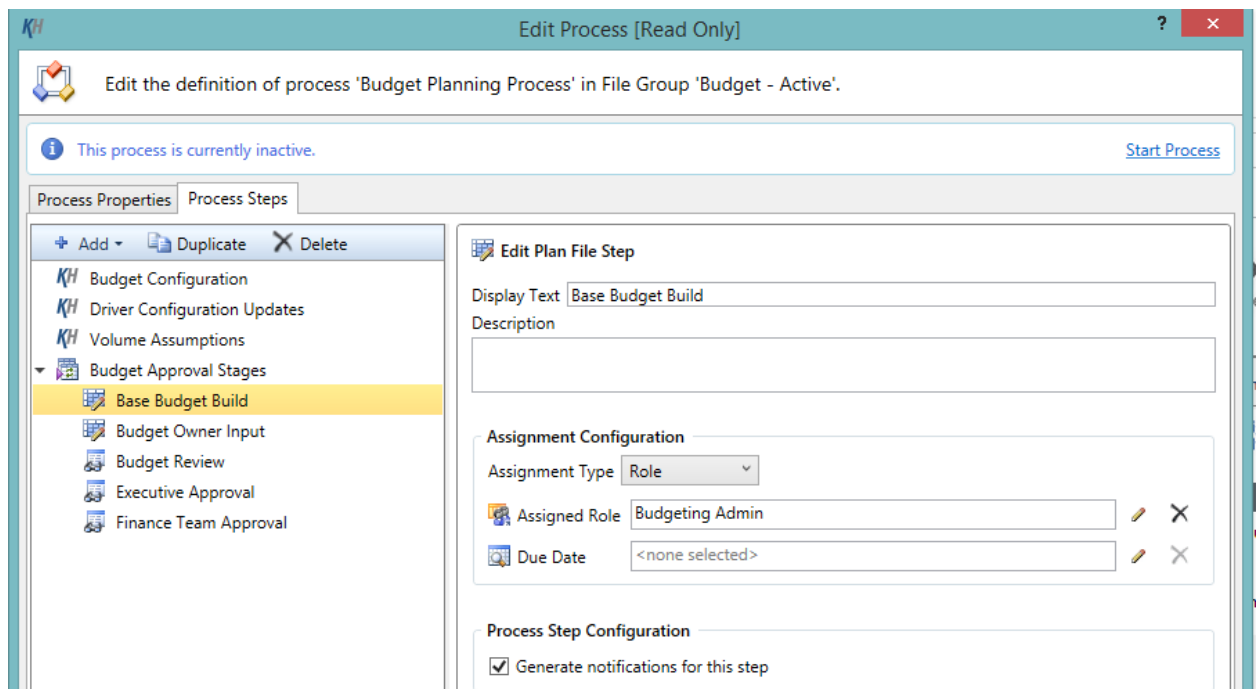 KH
Edit Process [Read Only]
? ×
Edit the definition of process 'Budget Planning Process' in File Group 'Budget - Active'.
This process is currently inactive.
Start Process
Process Properties
Process Steps
Add
Duplicate
Delete
KH Budget Configuration
KH Driver Configuration Updates
KH Volume Assumptions
Budget Approval Stages
Base Budget Build
Budget Owner Input
Budget Review
Executive Approval
Finance Team Approval
Edit Plan File Step
Display Text Base Budget Build
Description
Assignment Configuration
Assignment Type Role
Assigned Role Budgeting Admin
Due Date <none selected>
Process Step Configuration
Generate notifications for this step